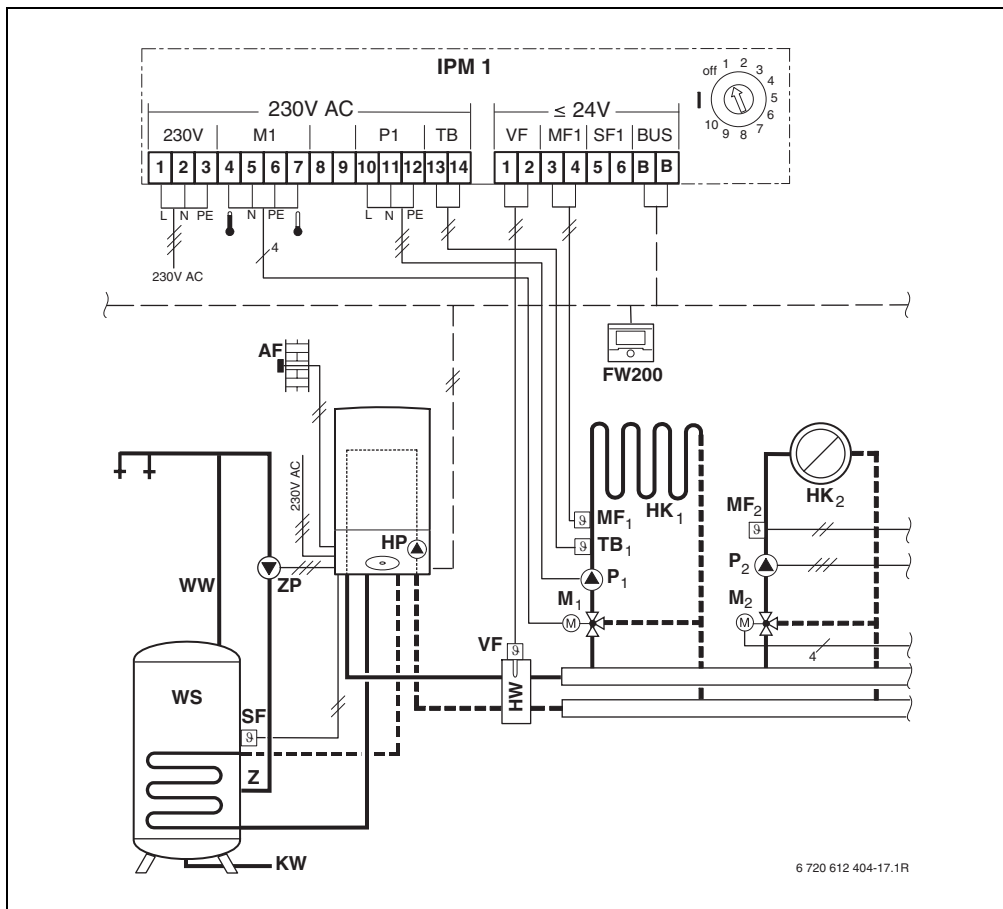 IPM 1
off 1 2 3 4 5 6 7 8 9 10
I
230V AC
≤ 24V
230V M1 P1 TB
VF MF1 SF1 BUS
1 2 3 4 5 6 7 8 9 10 11 12 13 14
1 2 3 4 5 6 B B
L N PE N PE L N PE
4
230V AC
FW200
AF
230V AC
HP
HK1
HK2
MF1
MF2
TB1
P1
P2
M1
M2
M
M
4
ZP
WW
VF
HW
WS
SF
Z
KW
ϑ
ϑ
ϑ
ϑ
ϑ
6 720 612 404-17.1R